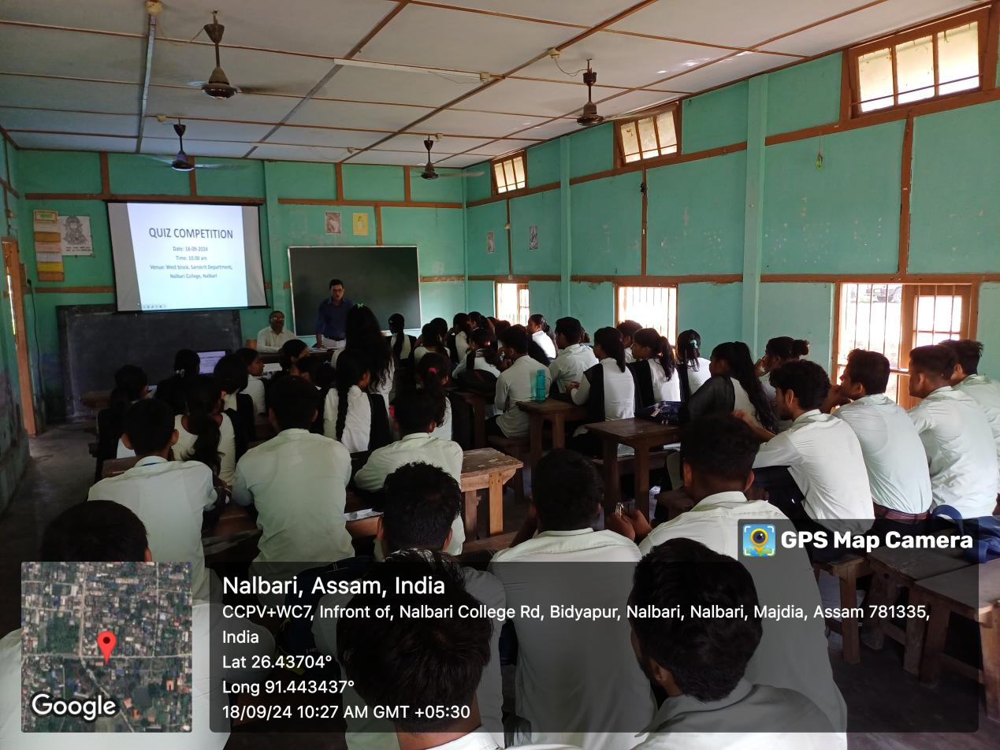 QUIZ COMPETITION
Date: 18-09-2024
Time: 10.00 am
Venue: West block, Sanskrit Department,
Nalbari College, Nalbari
GPS Map Camera
Nalbari, Assam, India
CCPV+WC7, Infront of, Nalbari College Rd, Bidyapur, Nalbari, Nalbari, Majdia, Assam 781335,
India
Lat 26.43704°
Long 91.443437°
18/09/24 10:27 AM GMT +05:30
Google